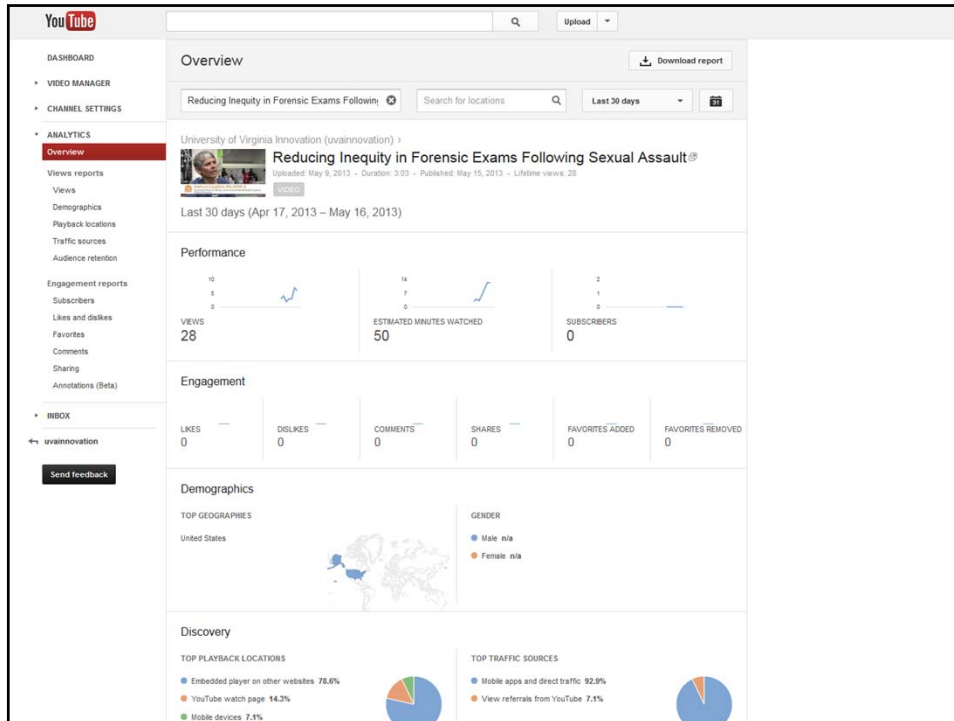 You Tube
Upload
DASHBOARD
VIDEO MANAGER
CHANNEL SETTINGS
ANALYTICS
Overview
Views reports
Views
Demographics
Playback locations
Traffic sources
Audience retention
Engagement reports
Subscribers
Likes and dislikes
Favorites
Comments
Sharing
Annotations (Beta)
INBOX
uvainnovation
Send feedback
Overview
Download report
Reducing Inequity in Forensic Exams Following
Search for locations
Last 30 days
31
University of Virginia Innovation (uvainnovation) ›
Reducing Inequity in Forensic Exams Following Sexual Assault
Uploaded: May 9, 2013 - Duration: 3:03 - Published: May 15, 2013 - Lifetime views: 28
VIDEO
Last 30 days (Apr 17, 2013 – May 16, 2013)
Performance
10
5
0
VIEWS
28
14
7
0
ESTIMATED MINUTES WATCHED
50
2
1
0
SUBSCRIBERS
0
Engagement
LIKES
0
DISLIKES
0
COMMENTS
0
SHARES
0
FAVORITES ADDED
0
FAVORITES REMOVED
0
Demographics
TOP GEOGRAPHIES
United States
GENDER
Male n/a
Female n/a
Discovery
TOP PLAYBACK LOCATIONS
Embedded player on other websites 78.6%
YouTube watch page 14.3%
Mobile devices 7.1%
TOP TRAFFIC SOURCES
Mobile apps and direct traffic 92.9%
View referrals from YouTube 7.1%